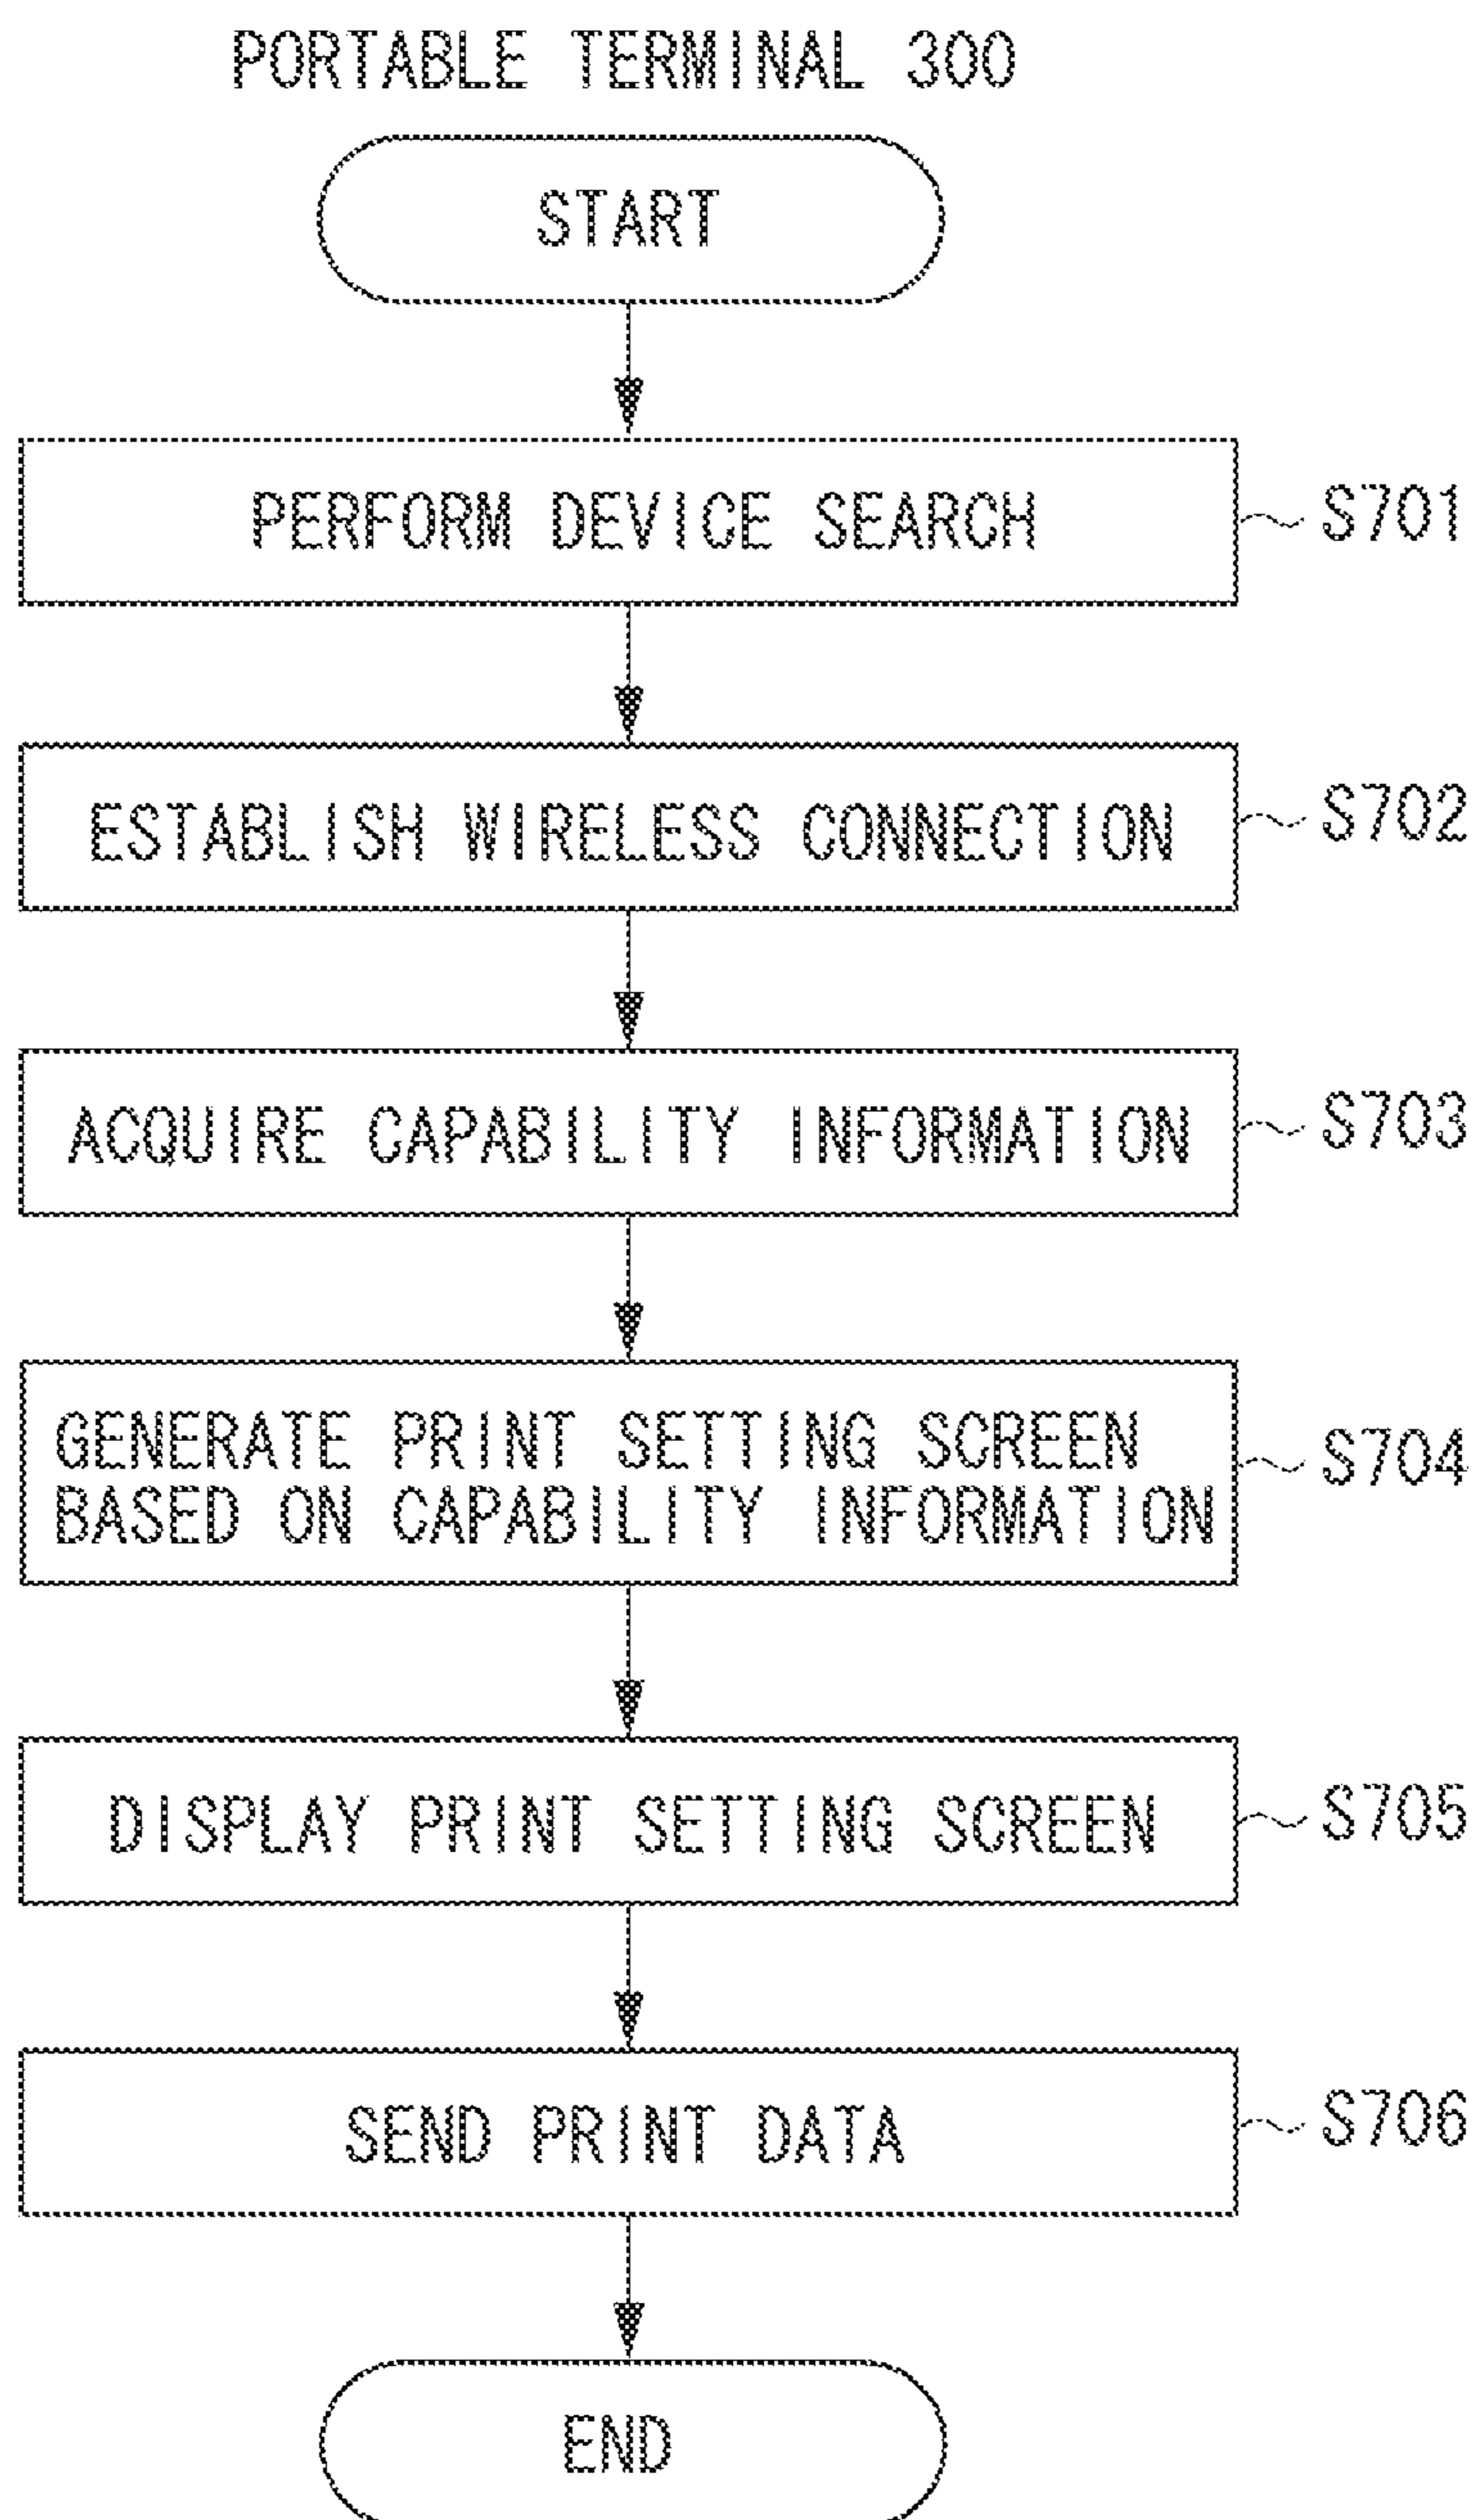 PORTABLE TERMINAL 300
START
PERFORM DEVICE SEARCH
S701
ESTABLISH WIRELESS CONNECTION
S702
ACQUIRE CAPABILITY INFORMATION
S703
GENERATE PRINT SETTING SCREEN
BASED ON CAPABILITY INFORMATION
S704
DISPLAY PRINT SETTING SCREEN
S705
SEND PRINT DATA
S706
END